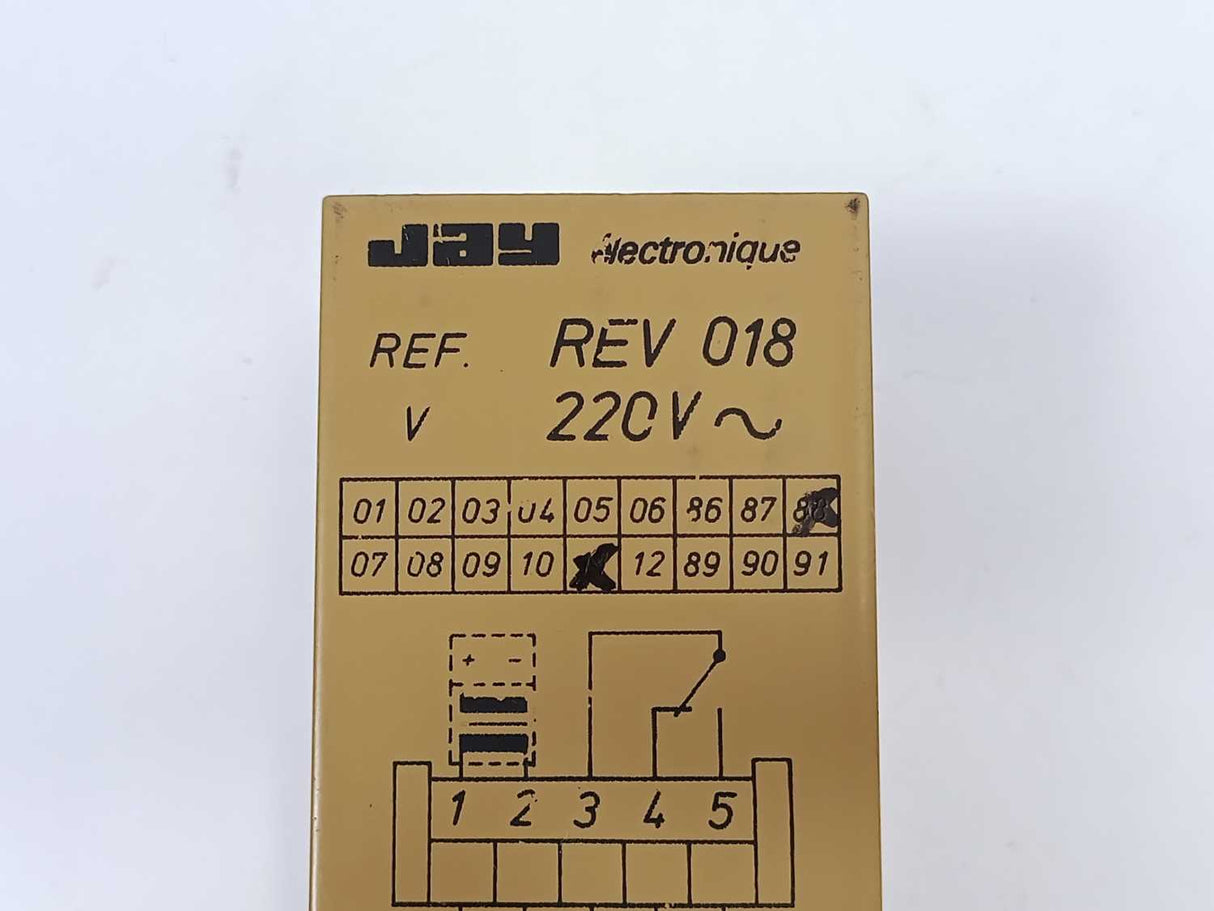 Jay électronique
REF. REV 018
V 220V~
01 02 03 04 05 06 86 87 88
07 08 09 10 12 89 90 91
+ -
1 2 3 4 5